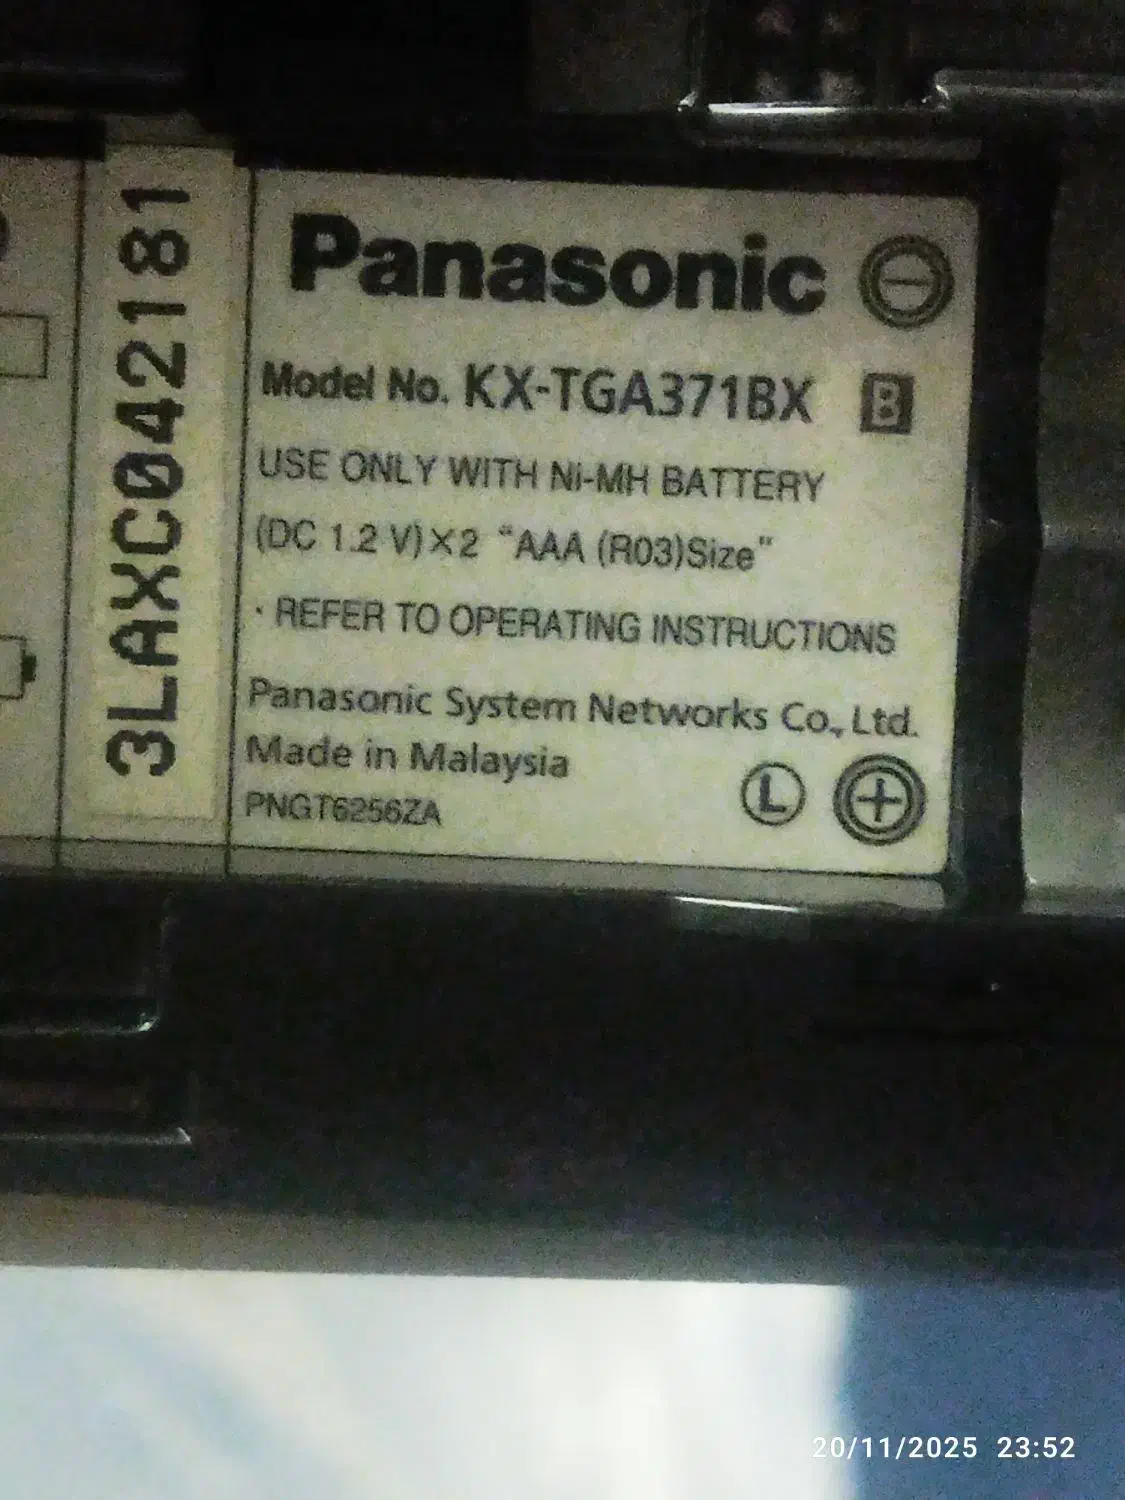 3LAXC042181
Panasonic
Model No. KX-TGA371BX B
USE ONLY WITH Ni-MH BATTERY
(DC 1.2 V)×2 "AAA (R03)Size"
· REFER TO OPERATING INSTRUCTIONS
Panasonic System Networks Co., Ltd.
Made in Malaysia
PNGT6256ZA
L
20/11/2025 23:52